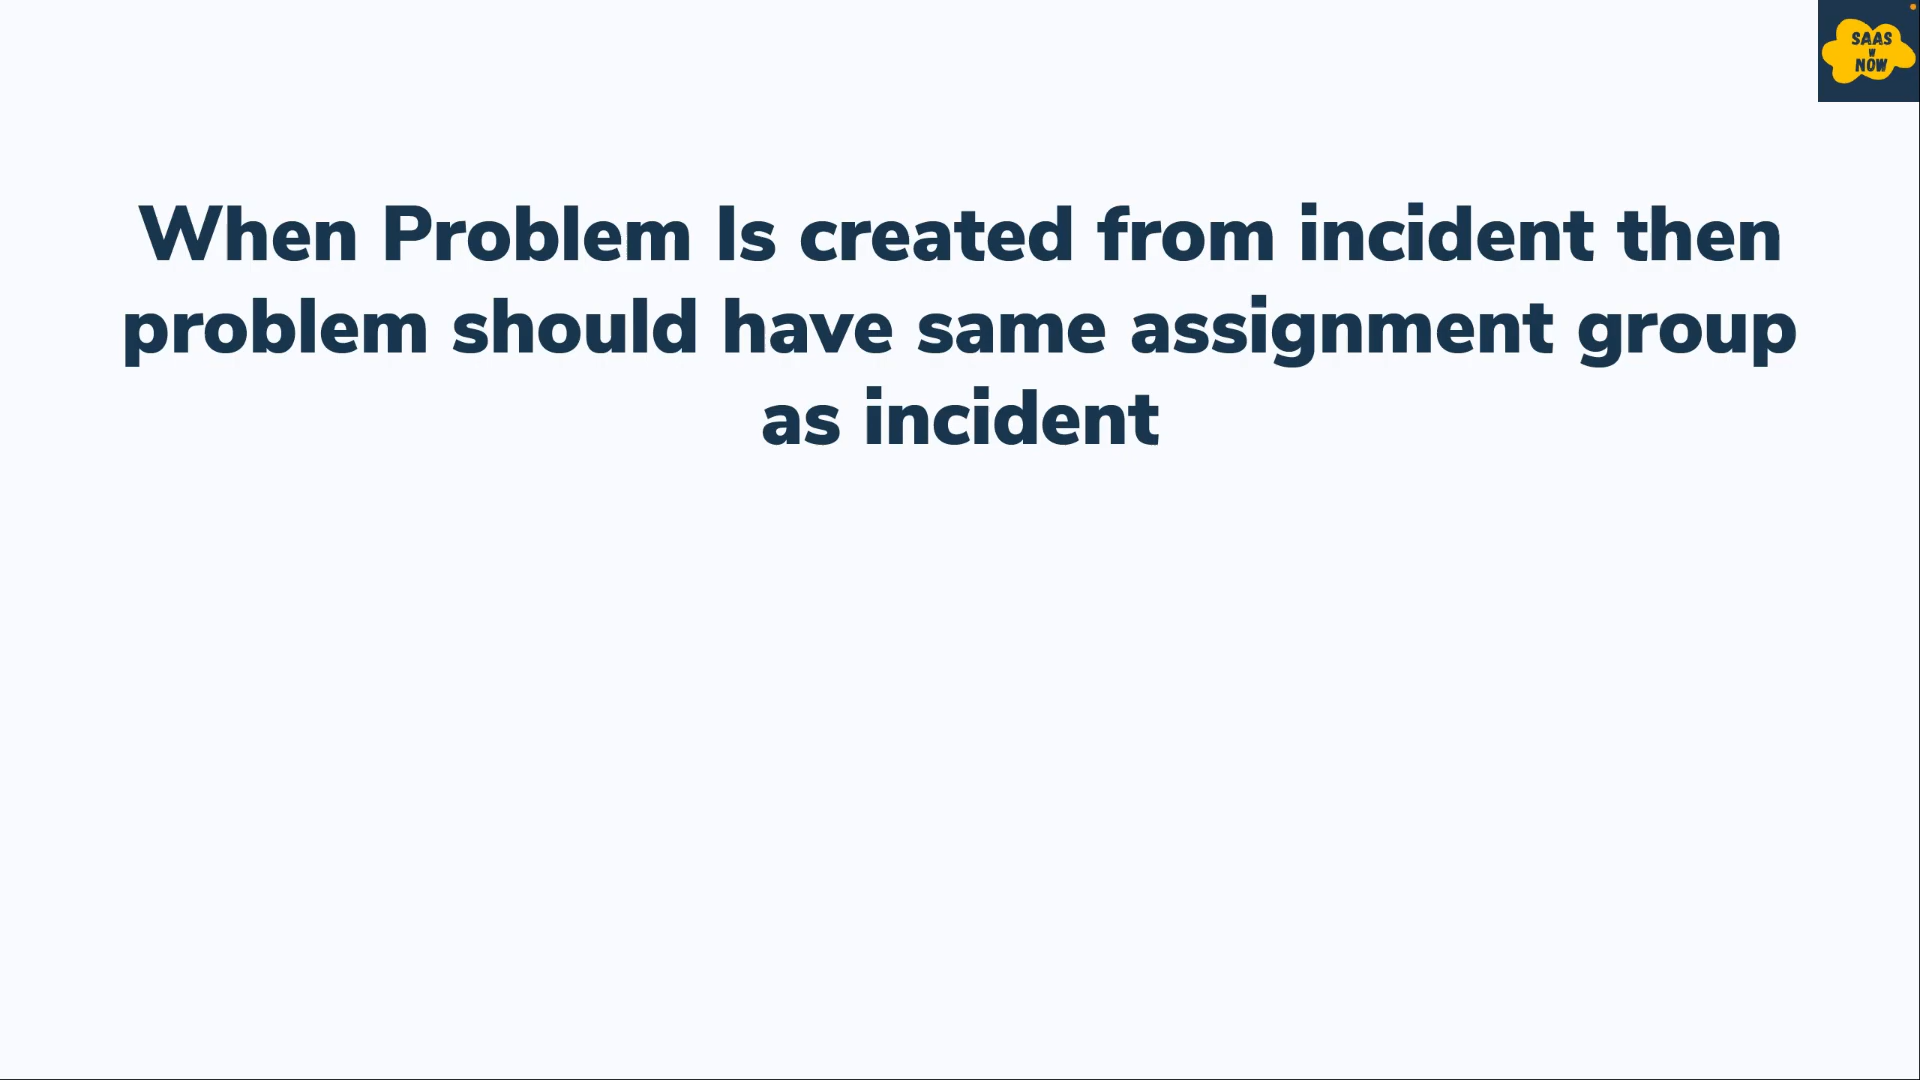 SAAS
W
NOW
When Problem Is created from incident then
problem should have same assignment group
as incident